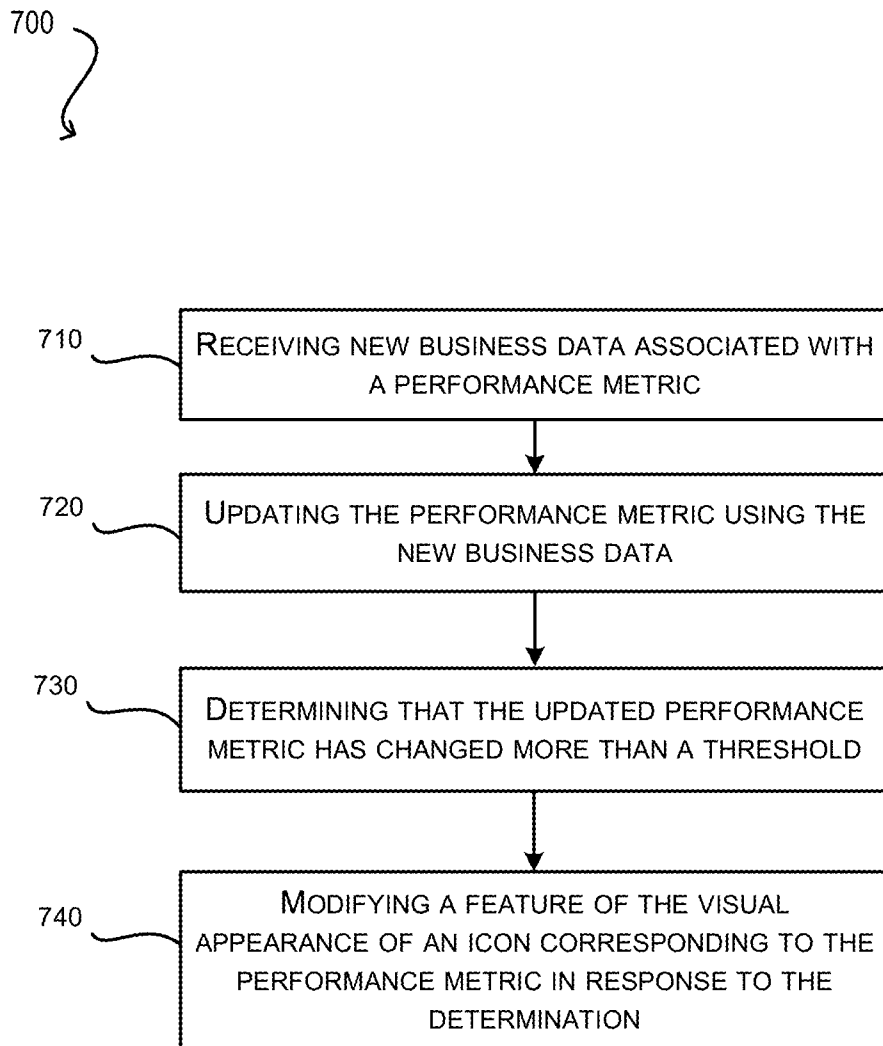 700
710
RECEIVING NEW BUSINESS DATA ASSOCIATED WITH
A PERFORMANCE METRIC
720
UPDATING THE PERFORMANCE METRIC USING THE
NEW BUSINESS DATA
730
DETERMINING THAT THE UPDATED PERFORMANCE
METRIC HAS CHANGED MORE THAN A THRESHOLD
740
MODIFYING A FEATURE OF THE VISUAL
APPEARANCE OF AN ICON CORRESPONDING TO THE
PERFORMANCE METRIC IN RESPONSE TO THE
DETERMINATION